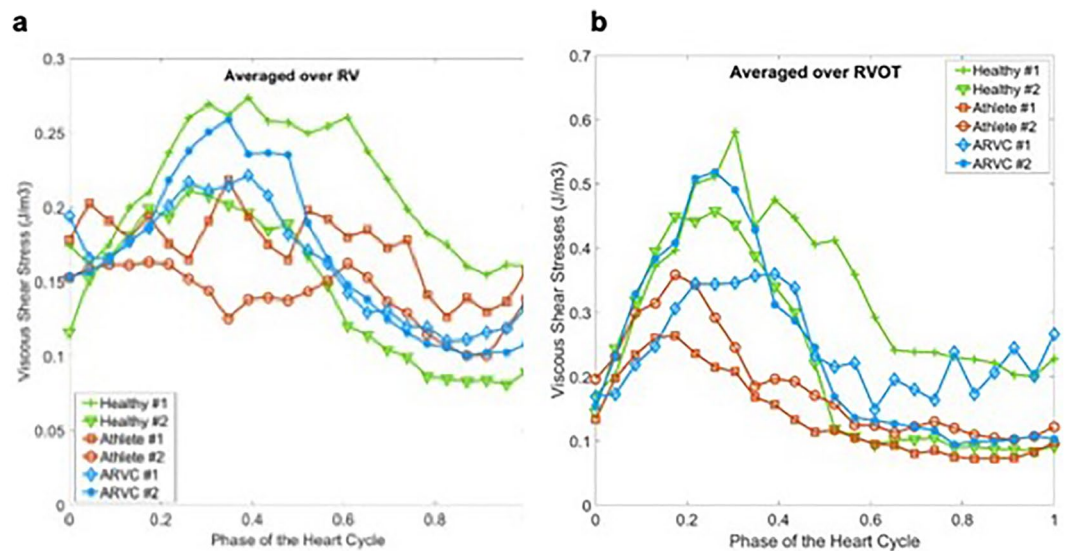 a
Averaged over RV
Viscous Shear Stress (J/m3)
0.3
0.25
0.2
0.15
0.1
0.05
0
Healthy #1
Healthy #2
Athlete #1
Athlete #2
ARVC #1
ARVC #2
0 0.2 0.4 0.6 0.8
Phase of the Heart Cycle
b
Averaged over RVOT
Viscous Shear Stresses (J/m3)
0.7
0.6
0.5
0.4
0.3
0.2
0.1
0
Healthy #1
Healthy #2
Athlete #1
Athlete #2
ARVC #1
ARVC #2
0 0.2 0.4 0.6 0.8 1
Phase of the Heart Cycle